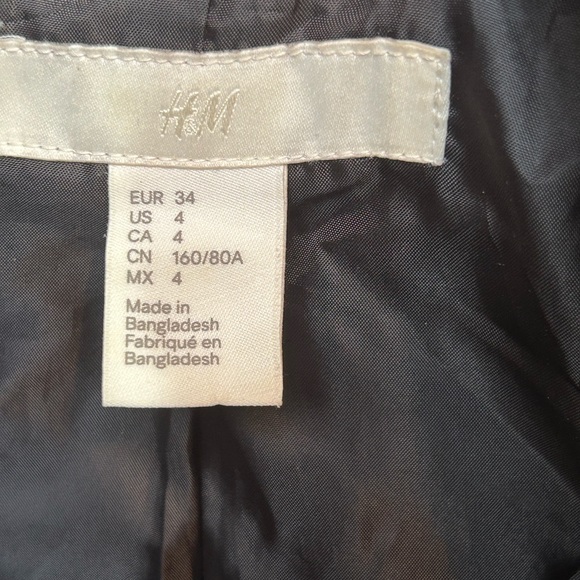 H&M
EUR 34
US 4
CA 4
CN 160/80A
MX 4
Made in
Bangladesh
Fabriqué en
Bangladesh